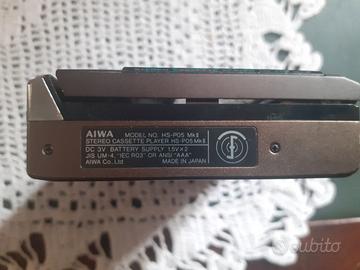 AIWA MODEL NO. HS-P05 MkII
STEREO CASSETTE PLAYER HS-P05 MkII
DC 3V BATTERY SUPPLY 1.5V×2
JIS UM-4, "IEC R03" OR ANSI "AAA"
AIWA Co., Ltd MADE IN JAPAN
subito